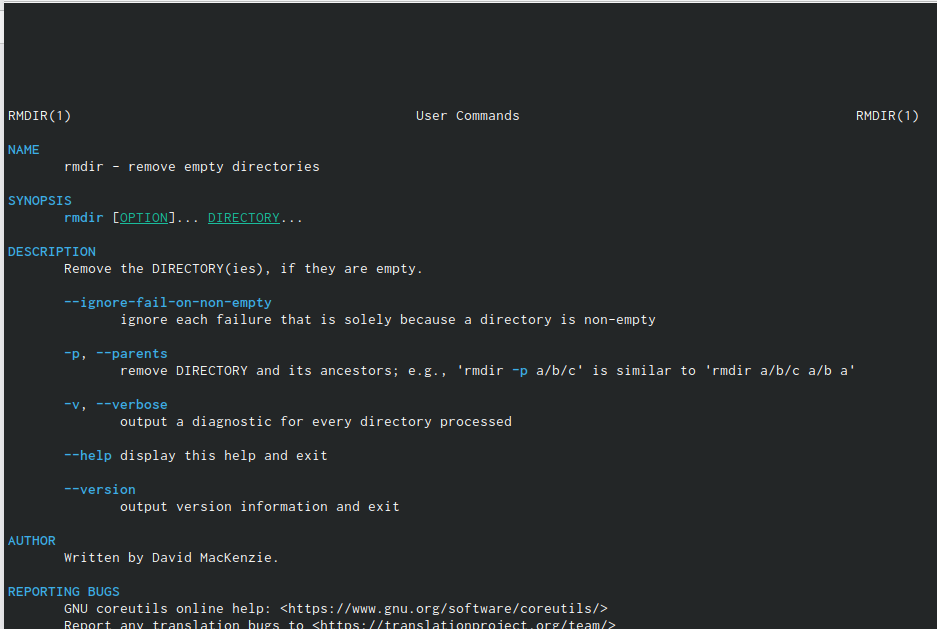 RMDIR(1) User Commands RMDIR(1)
NAME
rmdir - remove empty directories
SYNOPSIS
rmdir [OPTION]... DIRECTORY...
DESCRIPTION
Remove the DIRECTORY(ies), if they are empty.
--ignore-fail-on-non-empty
ignore each failure that is solely because a directory is non-empty
-p, --parents
remove DIRECTORY and its ancestors; e.g., 'rmdir -p a/b/c' is similar to 'rmdir a/b/c a/b a'
-v, --verbose
output a diagnostic for every directory processed
--help display this help and exit
--version
output version information and exit
AUTHOR
Written by David MacKenzie.
REPORTING BUGS
GNU coreutils online help: <https://www.gnu.org/software/coreutils/>
Report any translation bugs to <https://translationproject.org/team/>